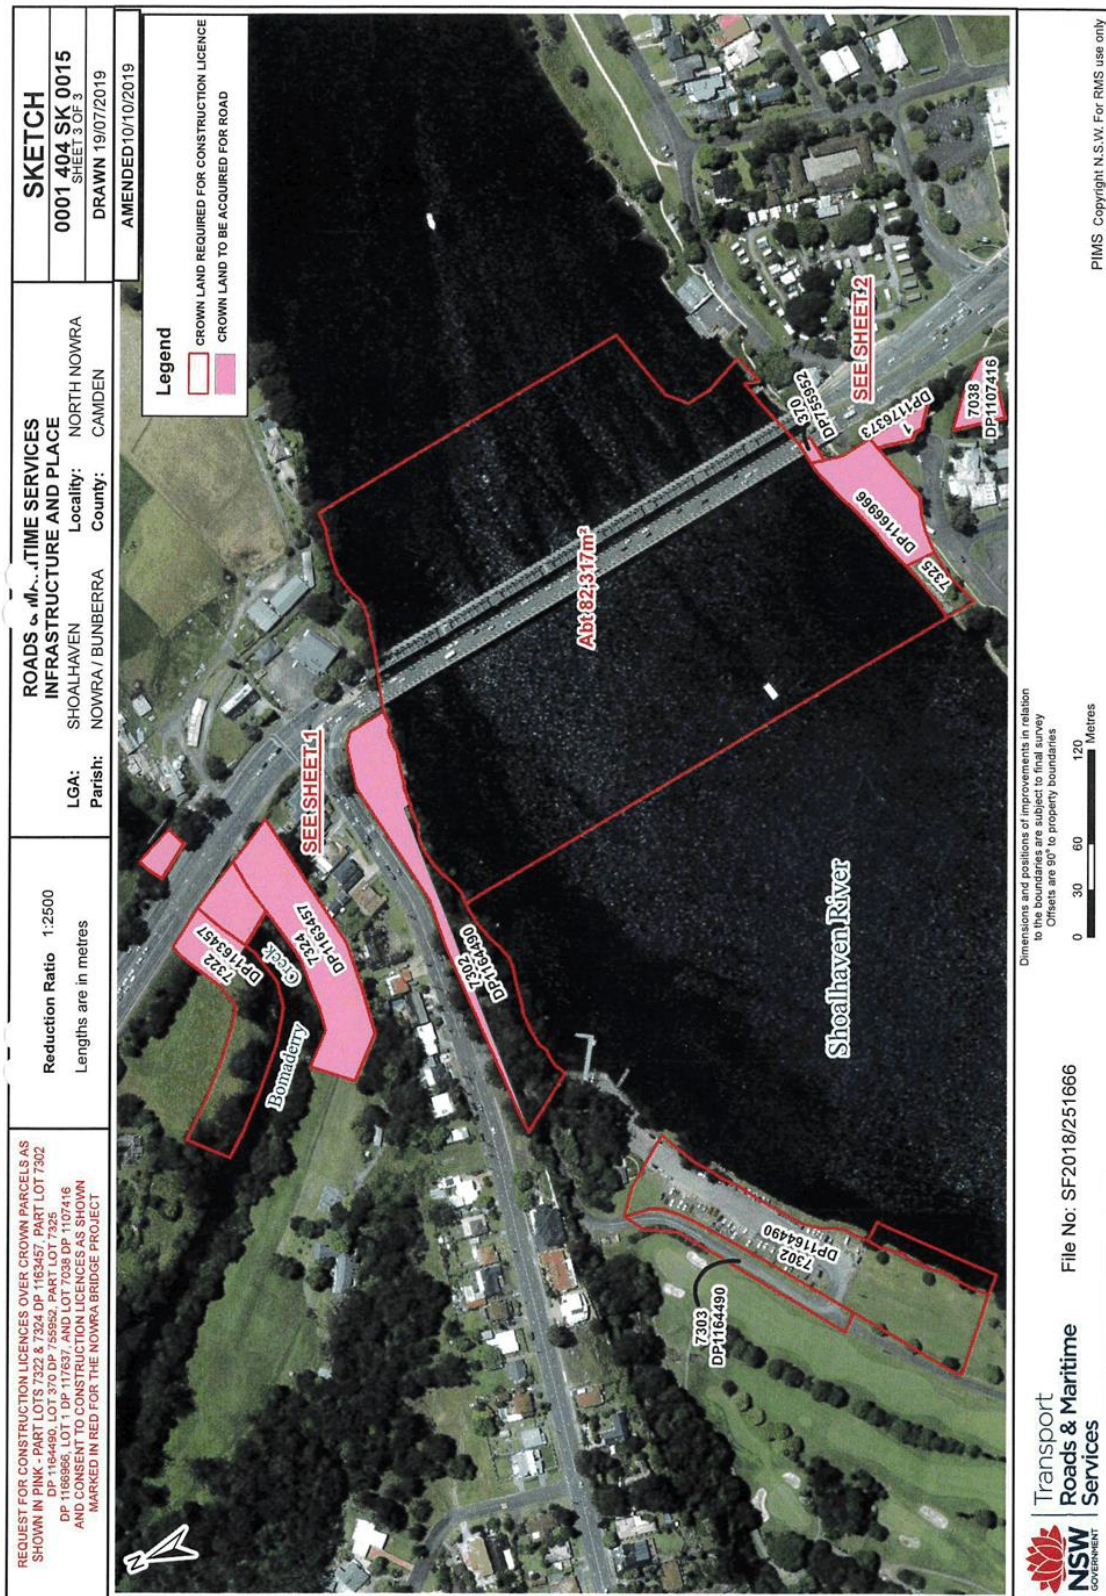 REQUEST FOR CONSTRUCTION LICENCES OVER CROWN PARCELS AS
SHOWN IN PINK - PART LOTS 7322 & 7324 DP 1163457, PART LOT 7302
DP 1164490, LOT 370 DP 755952, PART LOT 7325
DP 1166966, LOT 1 DP 117637, AND LOT 7038 DP 1107416
AND CONSENT TO CONSTRUCTION LICENCES AS SHOWN
MARKED IN RED FOR THE NOWRA BRIDGE PROJECT
Reduction Ratio 1:2500
Lengths are in metres
ROADS & MARITIME SERVICES
INFRASTRUCTURE AND PLACE
LGA: SHOALHAVEN Locality: NORTH NOWRA
Parish: NOWRA / BUNBERRA County: CAMDEN
SKETCH
0001 404 SK 0015
SHEET 3 OF 3
DRAWN 19/07/2019
AMENDED10/10/2019
Legend
CROWN LAND REQUIRED FOR CONSTRUCTION LICENCE
CROWN LAND TO BE ACQUIRED FOR ROAD
N
7322
DP1163457
Creek
Bomaderry
7324
DP1163457
SEE SHEET 1
7302
DP1164490
Abt 82,317m²
370
DP755952
SEE SHEET 2
1
DP1176373
7038
DP1107416
DP1166966
7325
7303
DP1164490
7302
DP1164490
Shoalhaven River
NSW
GOVERNMENT
Transport
Roads & Maritime
Services
File No: SF2018/251666
Dimensions and positions of improvements in relation
to the boundaries are subject to final survey
Offsets are 90° to property boundaries
0 30 60 120
Metres
PIMS Copyright N.S.W. For RMS use only